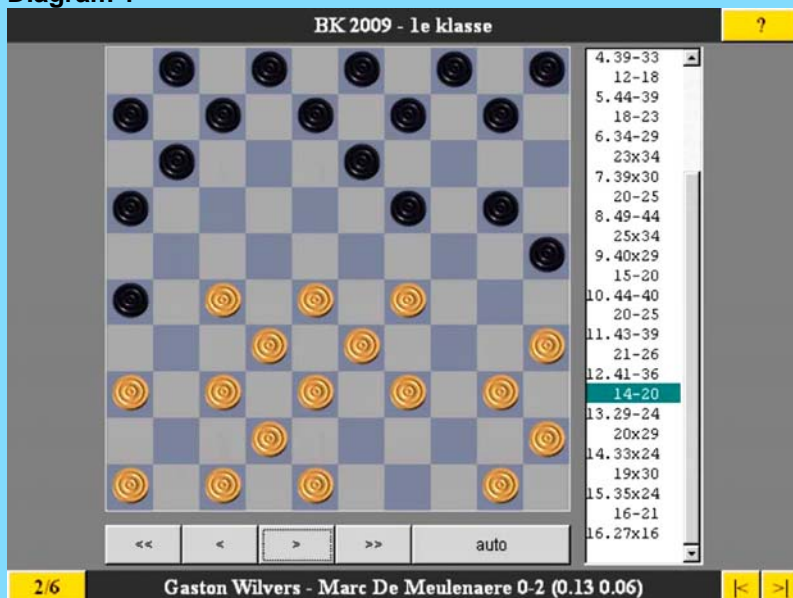 BK 2009 - 1e klasse
?
4.39-33
12-18
5.44-39
18-23
6.34-29
23x34
7.39x30
20-25
8.49-44
25x34
9.40x29
15-20
10.44-40
20-25
11.43-39
21-26
12.41-36
14-20
13.29-24
20x29
14.33x24
19x30
15.35x24
16-21
16.27x16
<< < > >> auto
2/6 Gaston Wilvers - Marc De Meulenaere 0-2 (0.13 0.06) |< >|